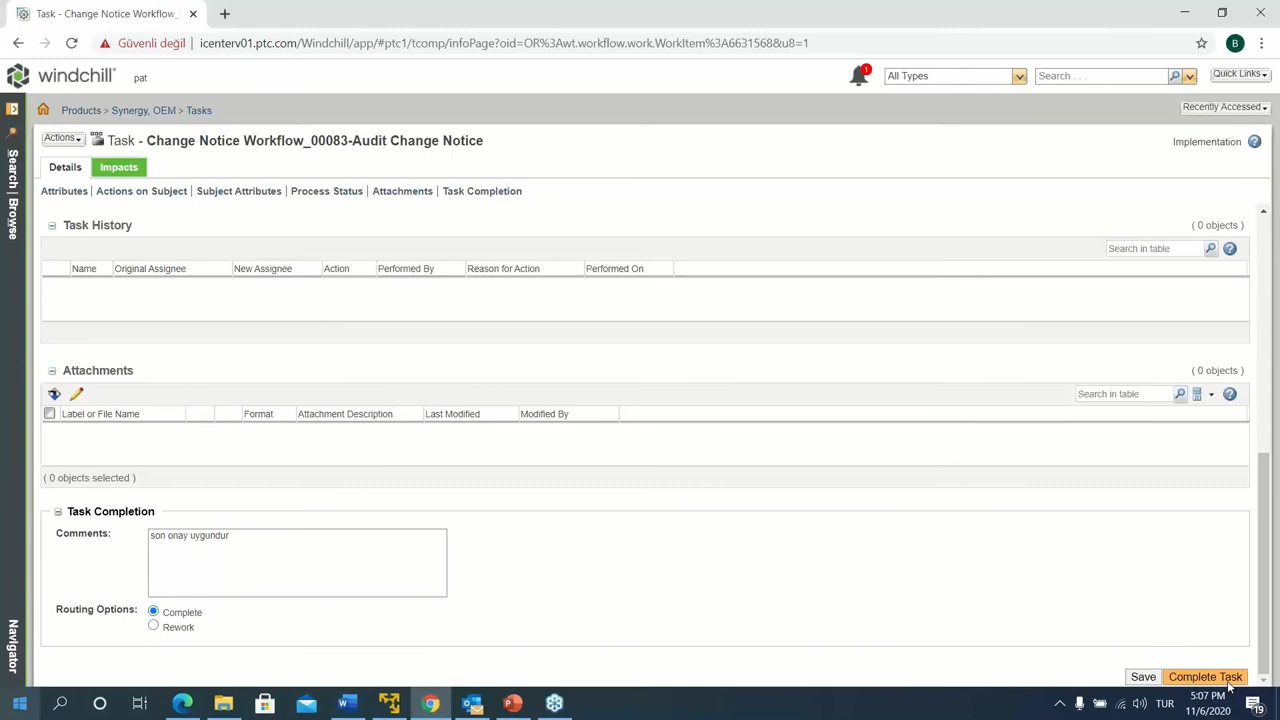 Task - Change Notice Workflow_
Güvenli değil
icenterv01.ptc.com/Windchill/app/#ptc1/tcomp/infoPage?oid=OR%3Awt.workflow.work.WorkItem%3A6631568&u8=1
B
windchill
pat
1
All Types
Search . . .
Quick Links
Products > Synergy, OEM > Tasks
Recently Accessed
Actions
Task - Change Notice Workflow_00083-Audit Change Notice
Implementation
Details
Impacts
Attributes | Actions on Subject | Subject Attributes | Process Status | Attachments | Task Completion
Search | Browse
Task History
( 0 objects )
Search in table
Name Original Assignee New Assignee Action Performed By Reason for Action Performed On
Attachments
( 0 objects )
Search in table
Label or File Name Format Attachment Description Last Modified Modified By
( 0 objects selected )
Task Completion
Comments:
son onay uygundur
Routing Options:
Complete
Rework
Navigator
Save
Complete Task
TUR
5:07 PM
11/6/2020
19